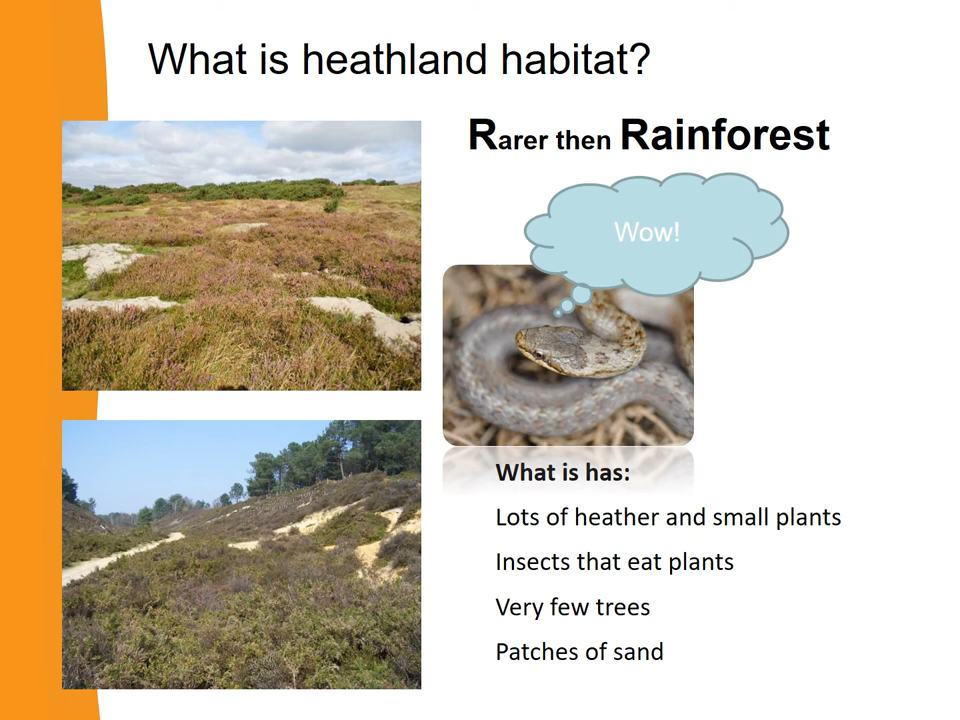 What is heathland habitat?
Rarer then Rainforest
Wow!
What is has:
Lots of heather and small plants
Insects that eat plants
Very few trees
Patches of sand